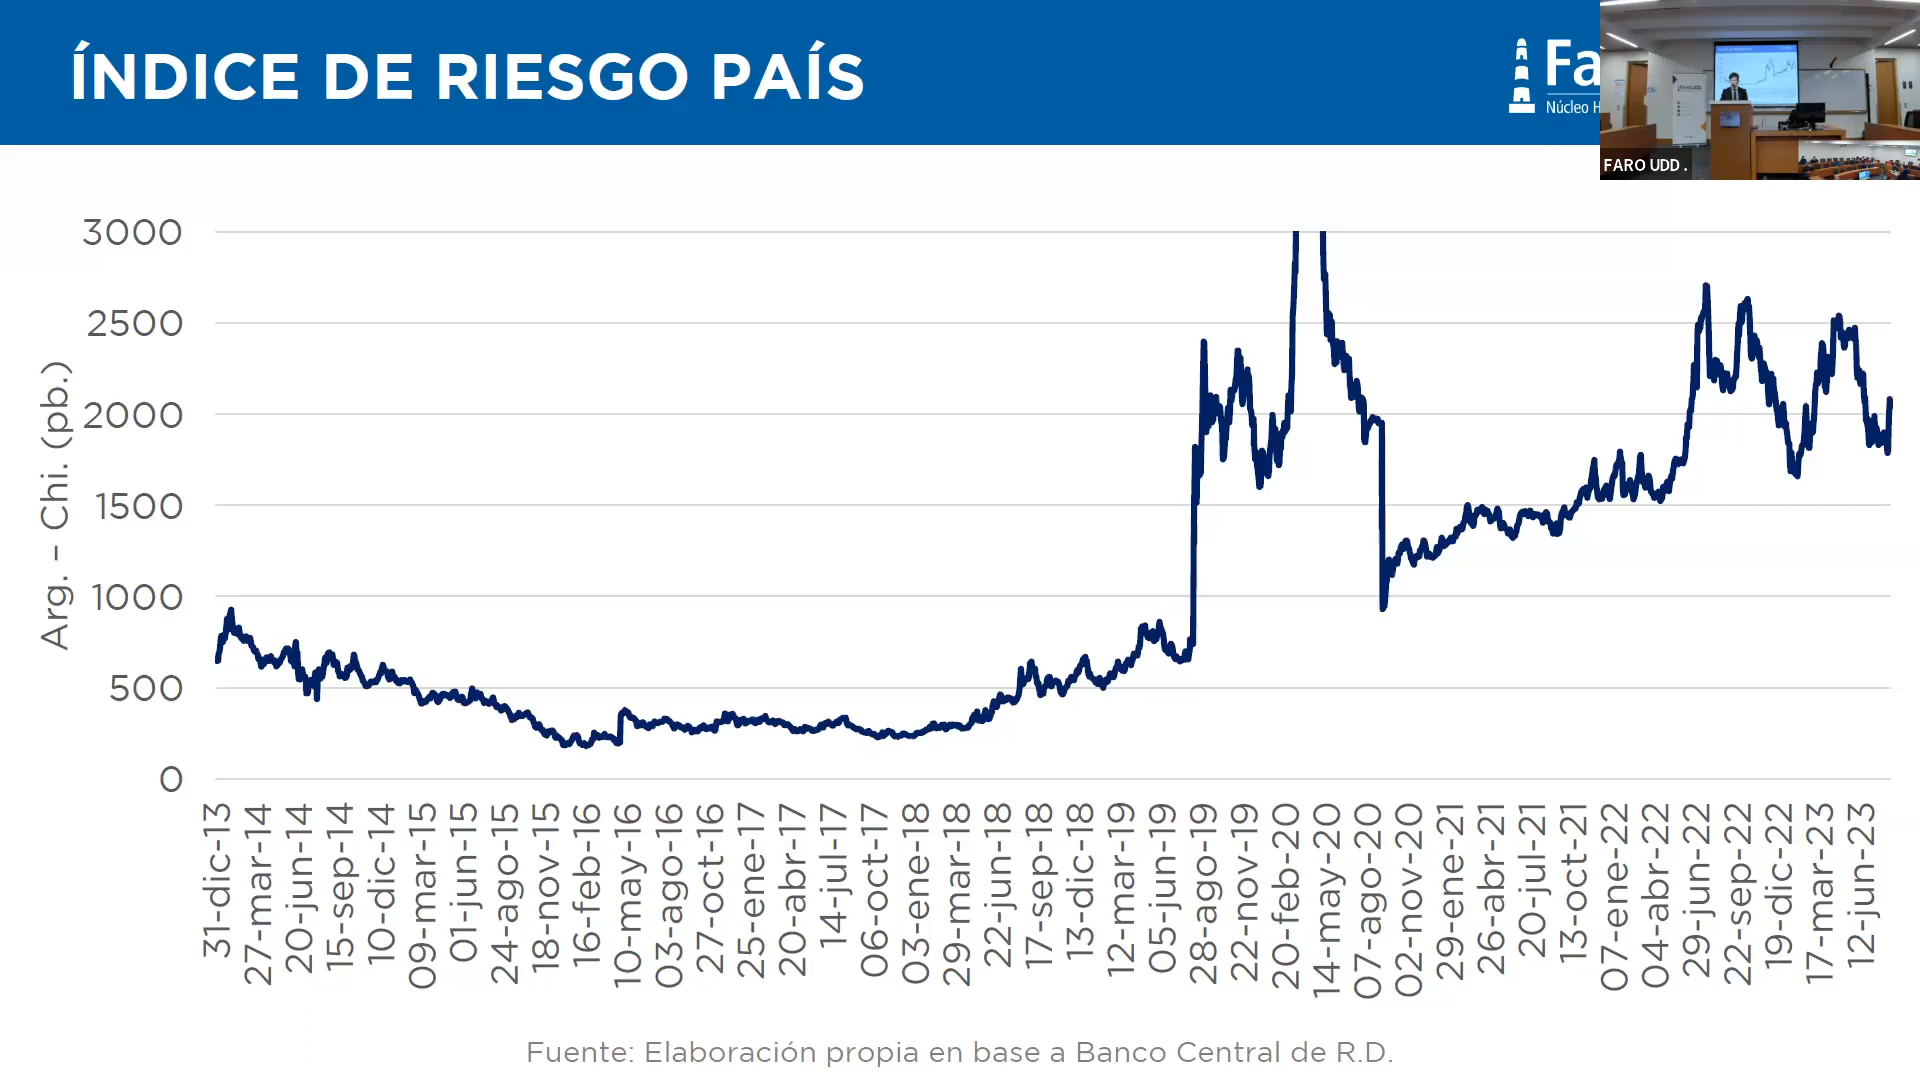 ÍNDICE DE RIESGO PAÍS
Fa
Núcleo H
FARO UDD .
Arg. – Chi. (pb.)
3000
2500
2000
1500
1000
500
0
31-dic-13
27-mar-14
20-jun-14
15-sep-14
10-dic-14
09-mar-15
01-jun-15
24-ago-15
18-nov-15
16-feb-16
10-may-16
03-ago-16
27-oct-16
25-ene-17
20-abr-17
14-jul-17
06-oct-17
03-ene-18
29-mar-18
22-jun-18
17-sep-18
13-dic-18
12-mar-19
05-jun-19
28-ago-19
22-nov-19
20-feb-20
14-may-20
07-ago-20
02-nov-20
29-ene-21
26-abr-21
20-jul-21
13-oct-21
07-ene-22
04-abr-22
29-jun-22
22-sep-22
19-dic-22
17-mar-23
12-jun-23
Fuente: Elaboración propia en base a Banco Central de R.D.